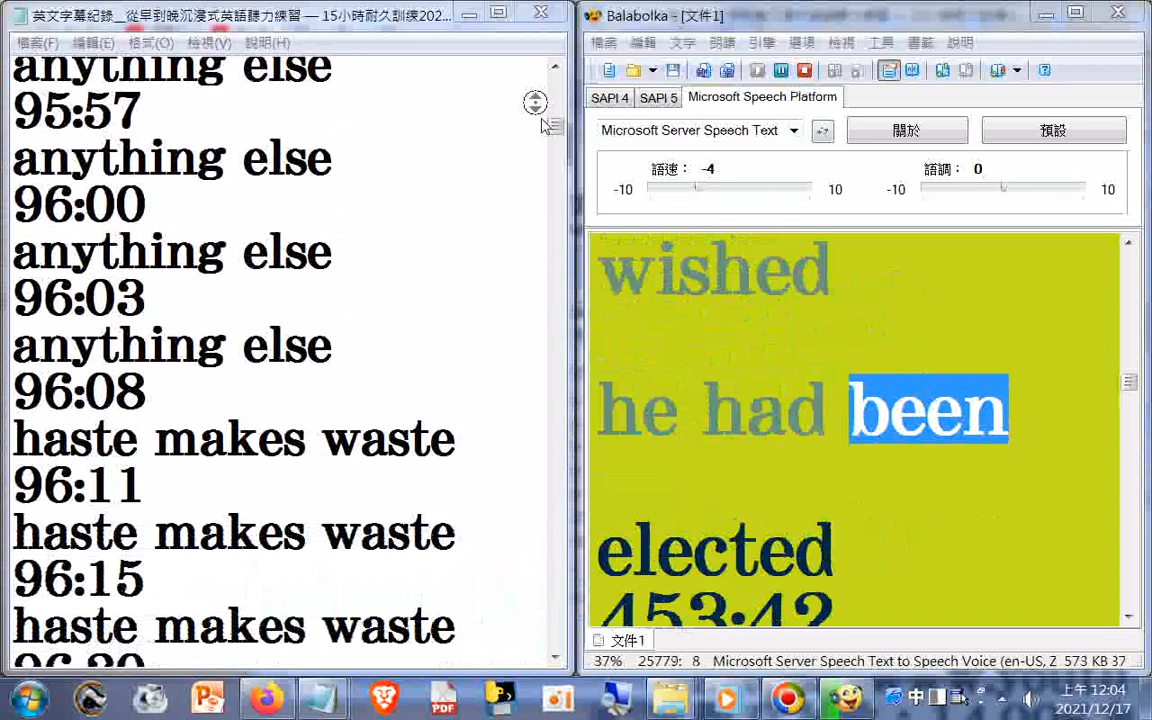 英文字幕紀錄__從早到晚沉浸式英語聽力練習 — 15小時耐久訓練202...
檔案(F) 編輯(E) 格式(O) 檢視(V) 說明(H)
anything else
95:57
anything else
96:00
anything else
96:03
anything else
96:08
haste makes waste
96:11
haste makes waste
96:15
haste makes waste
96:20
Balabolka - [文件1]
檔案 編輯 文字 朗讀 引擎 選項 檢視 工具 書籤 說明
SAPI 4 SAPI 5 Microsoft Speech Platform
Microsoft Server Speech Text 關於 預設
語速： -4 語調： 0
-10 10 -10 10
wished
he had been
elected
453:42
文件1
37% 25779: 8 Microsoft Server Speech Text to Speech Voice (en-US, Z 573 KB 37
中
上午 12:04
2021/12/17